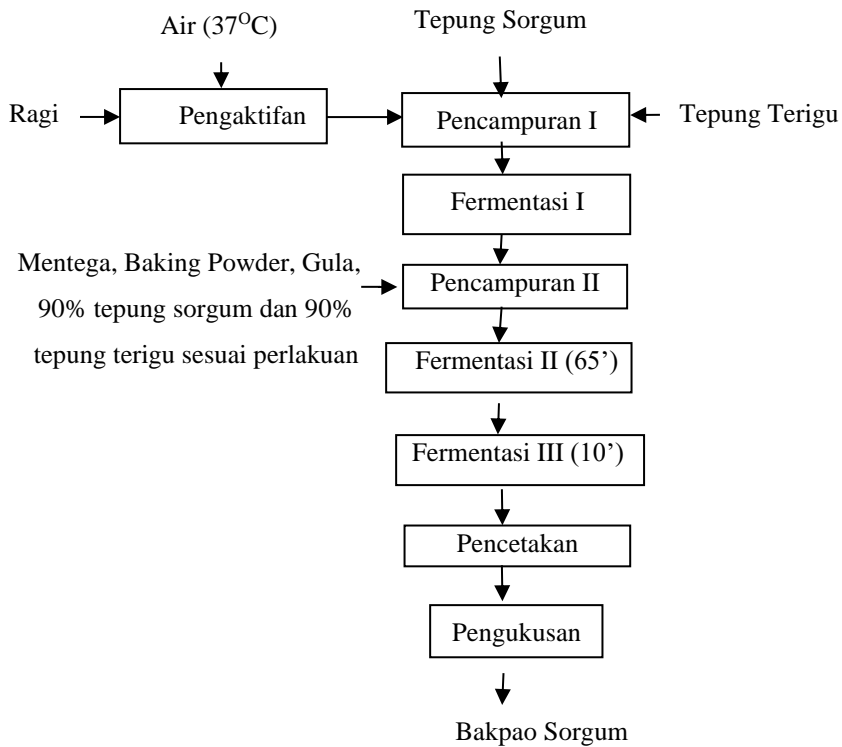 Air (37°C)
Tepung Sorgum
Ragi
Pengaktifan
Pencampuran I
Tepung Terigu
Fermentasi I
Mentega, Baking Powder, Gula,
90% tepung sorgum dan 90%
tepung terigu sesuai perlakuan
Pencampuran II
Fermentasi II (65’)
Fermentasi III (10’)
Pencetakan
Pengukusan
Bakpao Sorgum